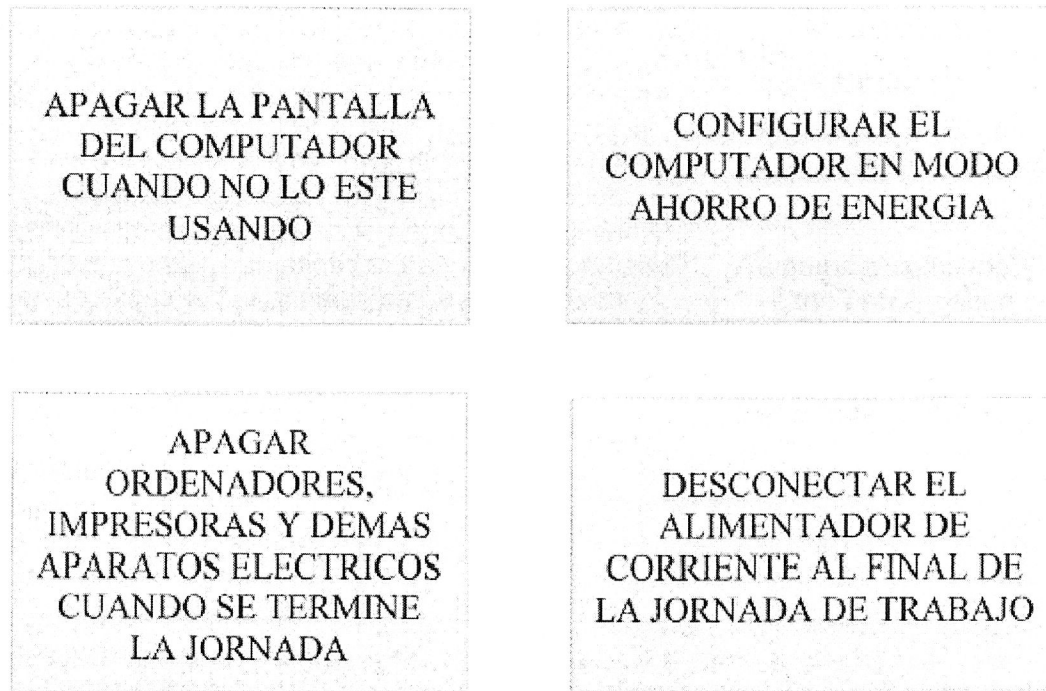 APAGAR LA PANTALLA
DEL COMPUTADOR
CUANDO NO LO ESTE
USANDO
CONFIGURAR EL
COMPUTADOR EN MODO
AHORRO DE ENERGIA
APAGAR
ORDENADORES,
IMPRESORAS Y DEMAS
APARATOS ELECTRICOS
CUANDO SE TERMINE
LA JORNADA
DESCONECTAR EL
ALIMENTADOR DE
CORRIENTE AL FINAL DE
LA JORNADA DE TRABAJO